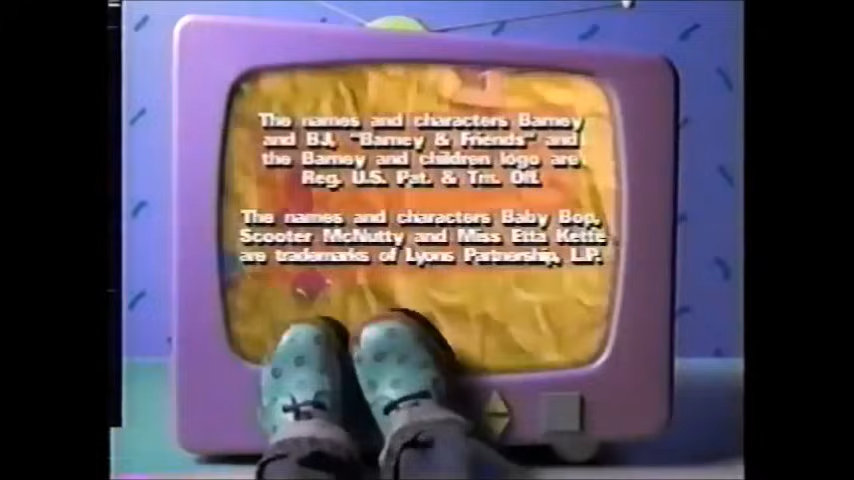 The names and characters Barney
and BJ, "Barney & Friends" and
the Barney and children logo are
Reg. U.S. Pat. & Tm. Off.
The names and characters Baby Bop,
Scooter McNutty and Miss Etta Kette
are trademarks of Lyons Partnership, L.P.